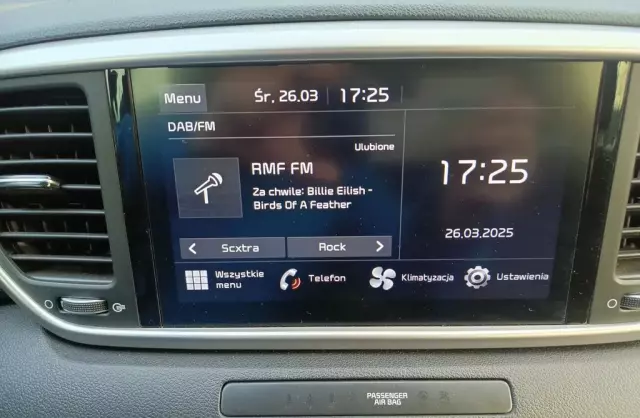 Menu
Śr, 26.03
17:25
DAB/FM
Ulubione
RMF FM
Za chwile: Billie Eilish -
Birds Of A Feather
17:25
26.03.2025
Scxtra
Rock
Wszystkie
menu
Telefon
Klimatyzacja
Ustawienia
PASSENGER
AIR BAG